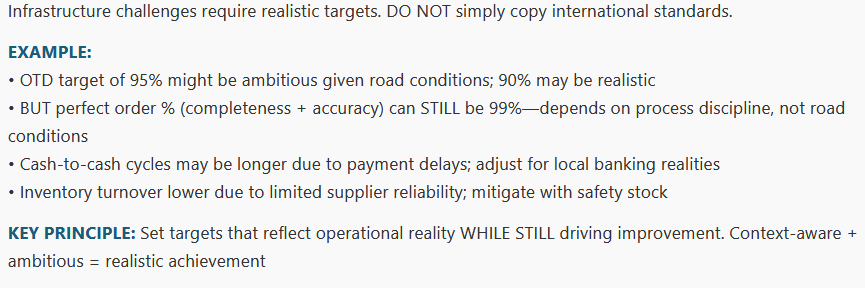 Infrastructure challenges require realistic targets. DO NOT simply copy international standards.
EXAMPLE:
• OTD target of 95% might be ambitious given road conditions; 90% may be realistic
• BUT perfect order % (completeness + accuracy) can STILL be 99%—depends on process discipline, not road
conditions
• Cash-to-cash cycles may be longer due to payment delays; adjust for local banking realities
• Inventory turnover lower due to limited supplier reliability; mitigate with safety stock
KEY PRINCIPLE: Set targets that reflect operational reality WHILE STILL driving improvement. Context-aware +
ambitious = realistic achievement